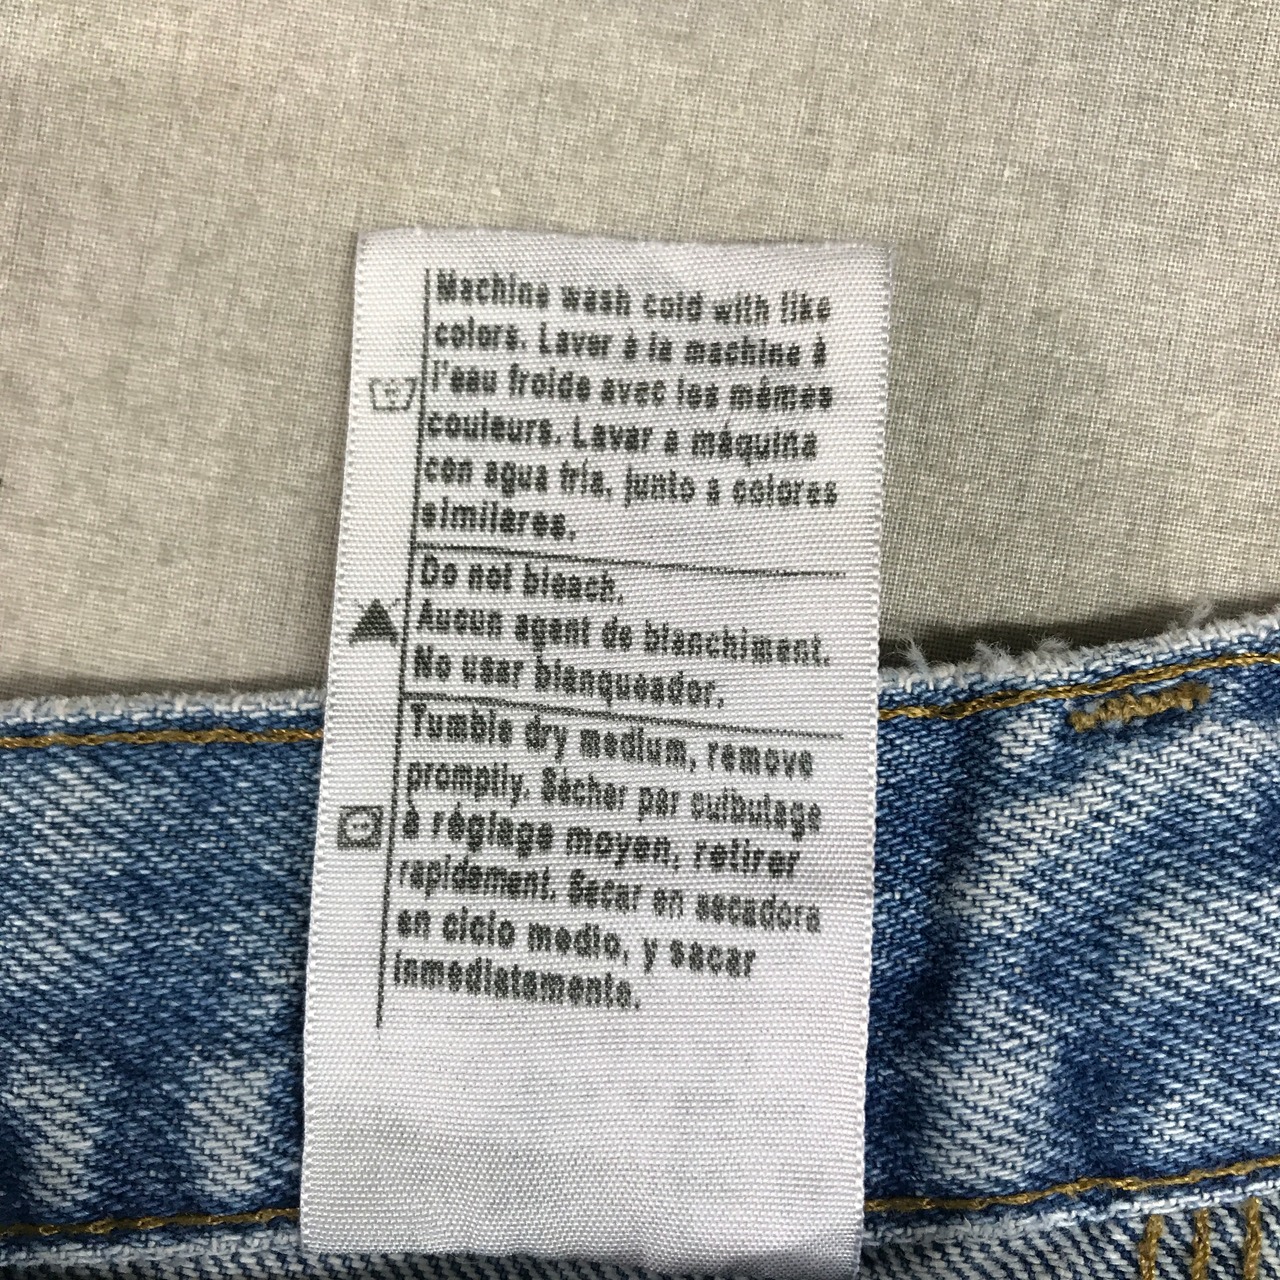 Machine wash cold with like
colors. Laver à la machine à
l'eau froide avec les mêmes
couleurs. Lavar a máquina
con agua fría, junto a colores
similares.
Do not bleach.
Aucun agent de blanchiment.
No usar blanqueador.
Tumble dry medium, remove
promptly. Sécher par culbutage
à réglage moyen, retirer
rapidement. Secar en secadora
en ciclo medio, y sacar
inmediatamente.